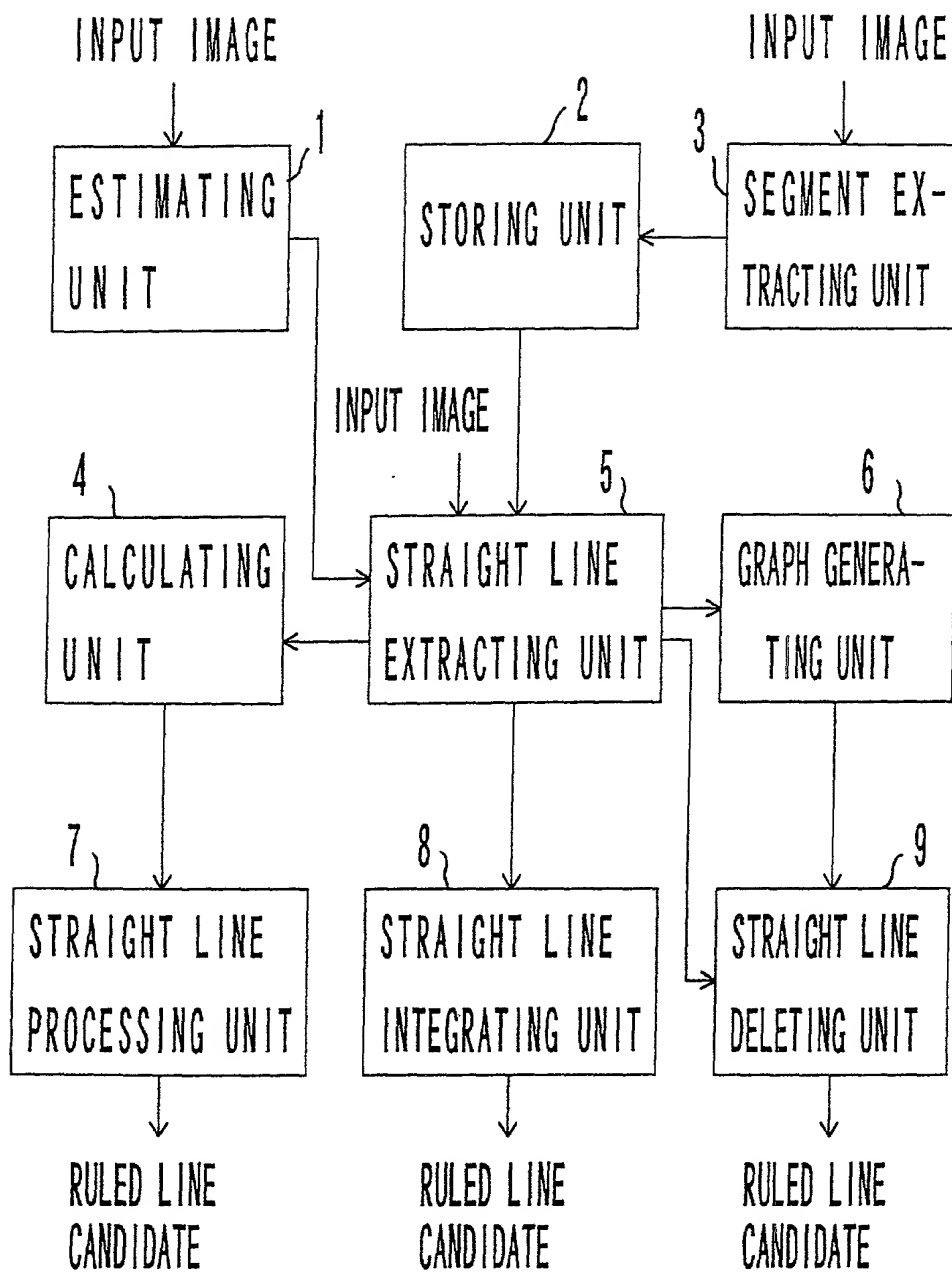 INPUT IMAGE
INPUT IMAGE
1
2
3
ESTIMATING
UNIT
STORING UNIT
SEGMENT EX-
TRACTING UNIT
INPUT IMAGE
4
5
6
CALCULATING
UNIT
STRAIGHT LINE
EXTRACTING UNIT
GRAPH GENERA-
TING UNIT
7
8
9
STRAIGHT LINE
PROCESSING UNIT
STRAIGHT LINE
INTEGRATING UNIT
STRAIGHT LINE
DELETING UNIT
RULED LINE
CANDIDATE
RULED LINE
CANDIDATE
RULED LINE
CANDIDATE